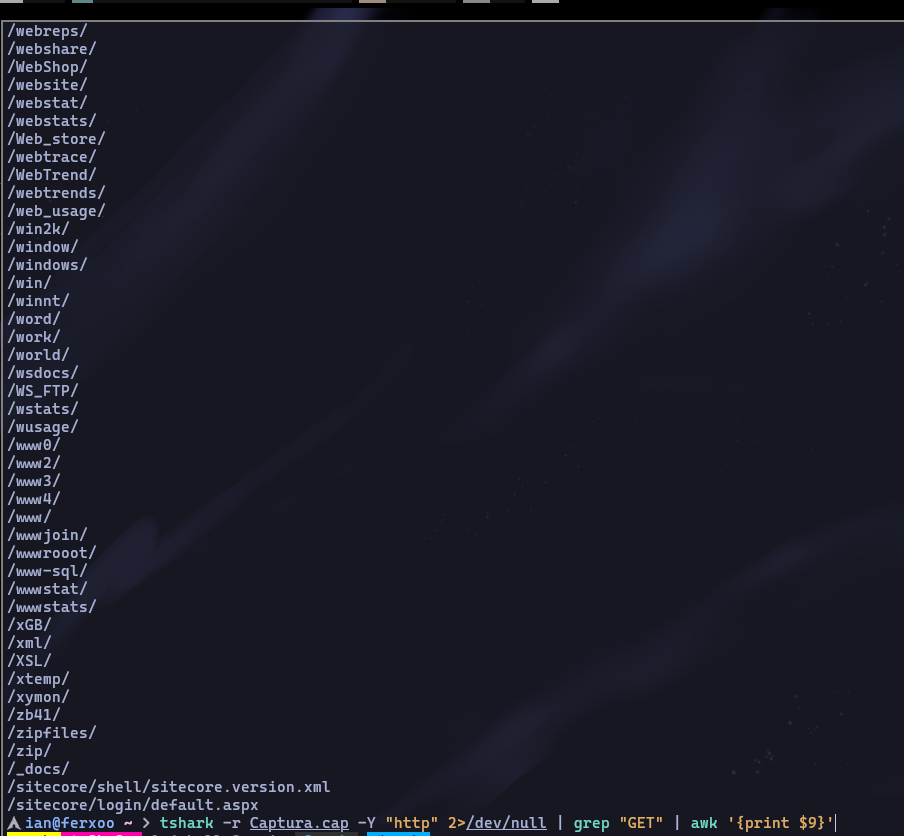 /webreps/
/webshare/
/WebShop/
/website/
/webstat/
/webstats/
/Web_store/
/webtrace/
/WebTrend/
/webtrends/
/web_usage/
/win2k/
/window/
/windows/
/win/
/winnt/
/word/
/work/
/world/
/wsdocs/
/WS_FTP/
/wstats/
/wusage/
/www0/
/www2/
/www3/
/www4/
/www/
/wwwjoin/
/wwwrooot/
/www-sql/
/wwwstat/
/wwwstats/
/xGB/
/xml/
/XSL/
/xtemp/
/xymon/
/zb41/
/zipfiles/
/zip/
/_docs/
/sitecore/shell/sitecore.version.xml
/sitecore/login/default.aspx
ian@ferxoo ~ > tshark -r Captura.cap -Y "http" 2>/dev/null | grep "GET" | awk '{print $9}'